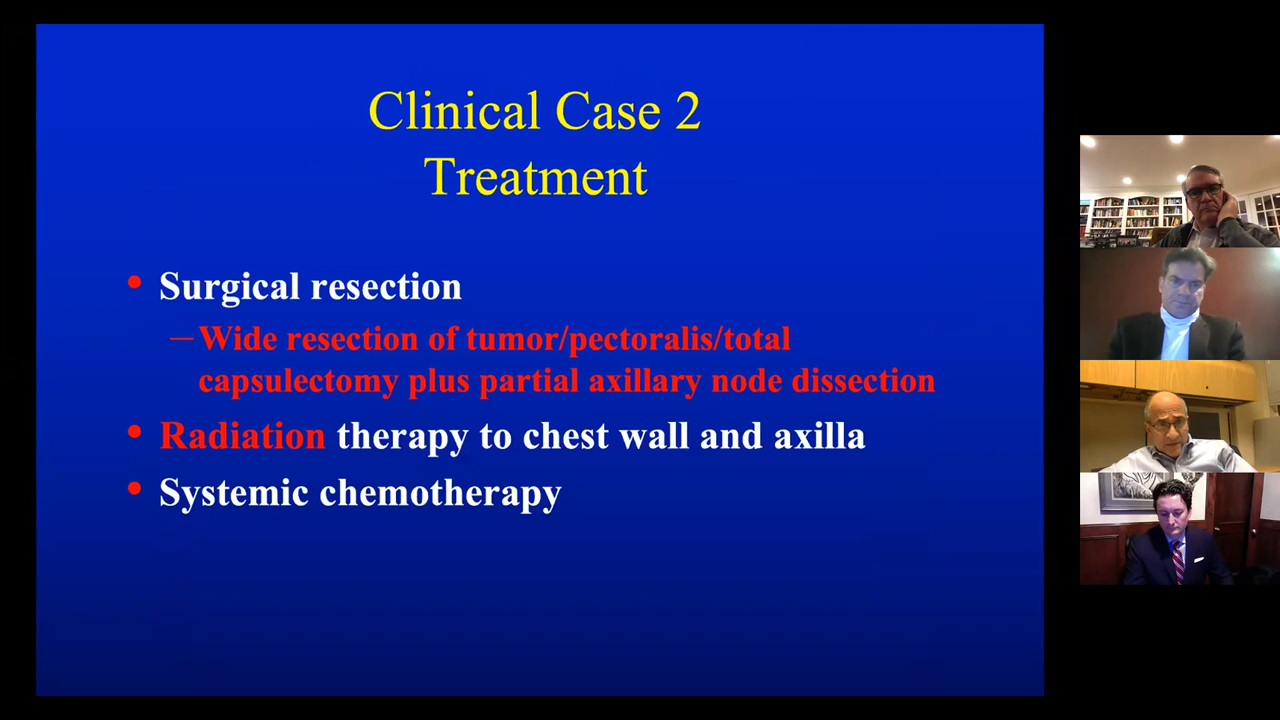 Clinical Case 2
Treatment
• Surgical resection
– Wide resection of tumor/pectoralis/total
capsulectomy plus partial axillary node dissection
• Radiation therapy to chest wall and axilla
• Systemic chemotherapy